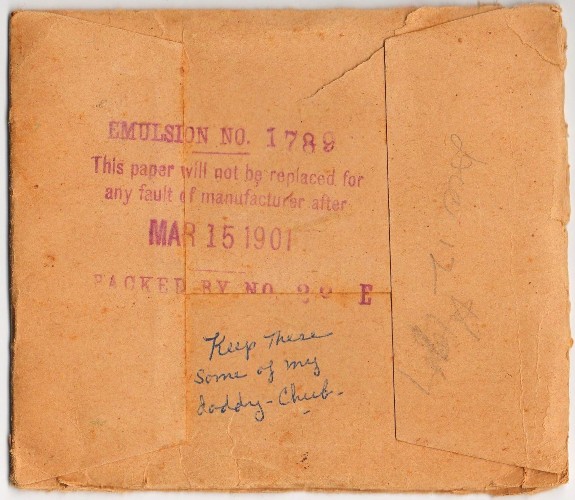 EMULSION NO. 1789
This paper will not be replaced for
any fault of manufacturer after
MAR 15 1901
PACKED BY NO. 99 E
Keep These
Some of my
daddy - Chub -